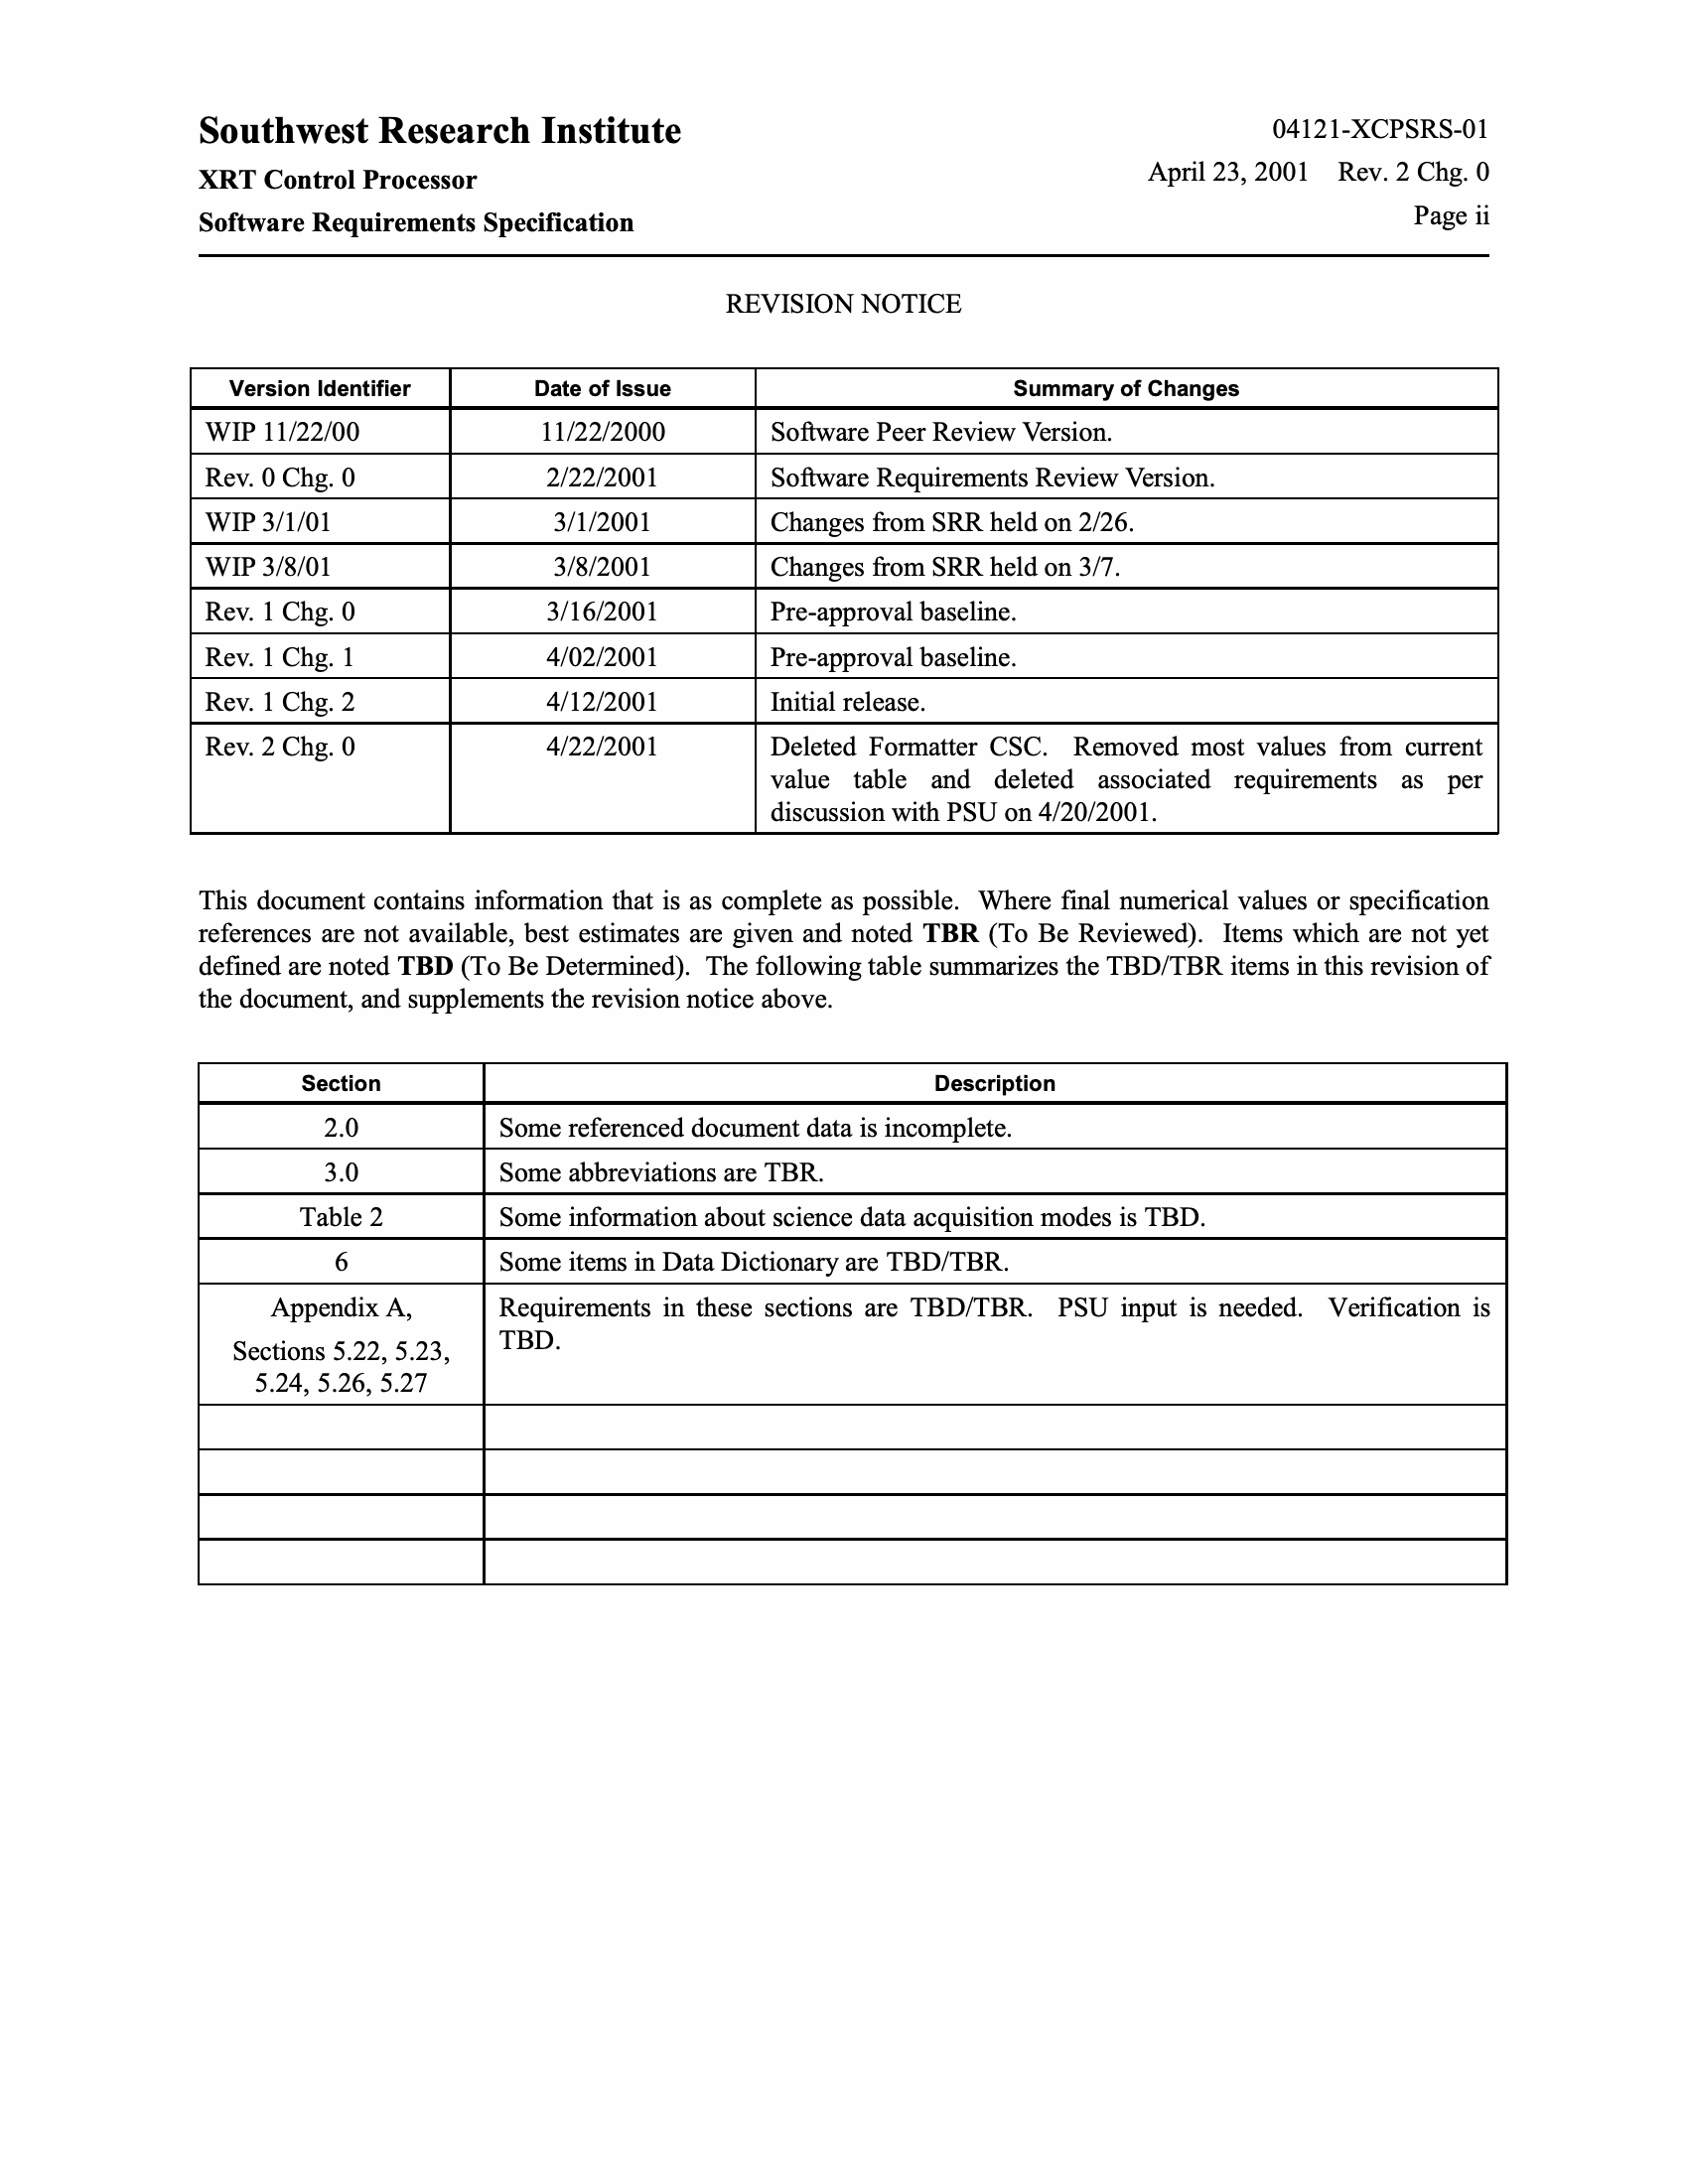 Southwest Research Institute
04121-XCPSRS-01
XRT Control Processor
April 23, 2001 Rev. 2 Chg. 0
Software Requirements Specification
Page ii
REVISION NOTICE
Version Identifier Date of Issue Summary of Changes
WIP 11/22/00 11/22/2000 Software Peer Review Version.
Rev. 0 Chg. 0 2/22/2001 Software Requirements Review Version.
WIP 3/1/01 3/1/2001 Changes from SRR held on 2/26.
WIP 3/8/01 3/8/2001 Changes from SRR held on 3/7.
Rev. 1 Chg. 0 3/16/2001 Pre-approval baseline.
Rev. 1 Chg. 1 4/02/2001 Pre-approval baseline.
Rev. 1 Chg. 2 4/12/2001 Initial release.
Rev. 2 Chg. 0 4/22/2001 Deleted Formatter CSC. Removed most values from current
value table and deleted associated requirements as per
discussion with PSU on 4/20/2001.
This document contains information that is as complete as possible. Where final numerical values or specification
references are not available, best estimates are given and noted TBR (To Be Reviewed). Items which are not yet
defined are noted TBD (To Be Determined). The following table summarizes the TBD/TBR items in this revision of
the document, and supplements the revision notice above.
Section Description
2.0 Some referenced document data is incomplete.
3.0 Some abbreviations are TBR.
Table 2 Some information about science data acquisition modes is TBD.
6 Some items in Data Dictionary are TBD/TBR.
Appendix A,
Sections 5.22, 5.23,
5.24, 5.26, 5.27
Requirements in these sections are TBD/TBR. PSU input is needed. Verification is
TBD.